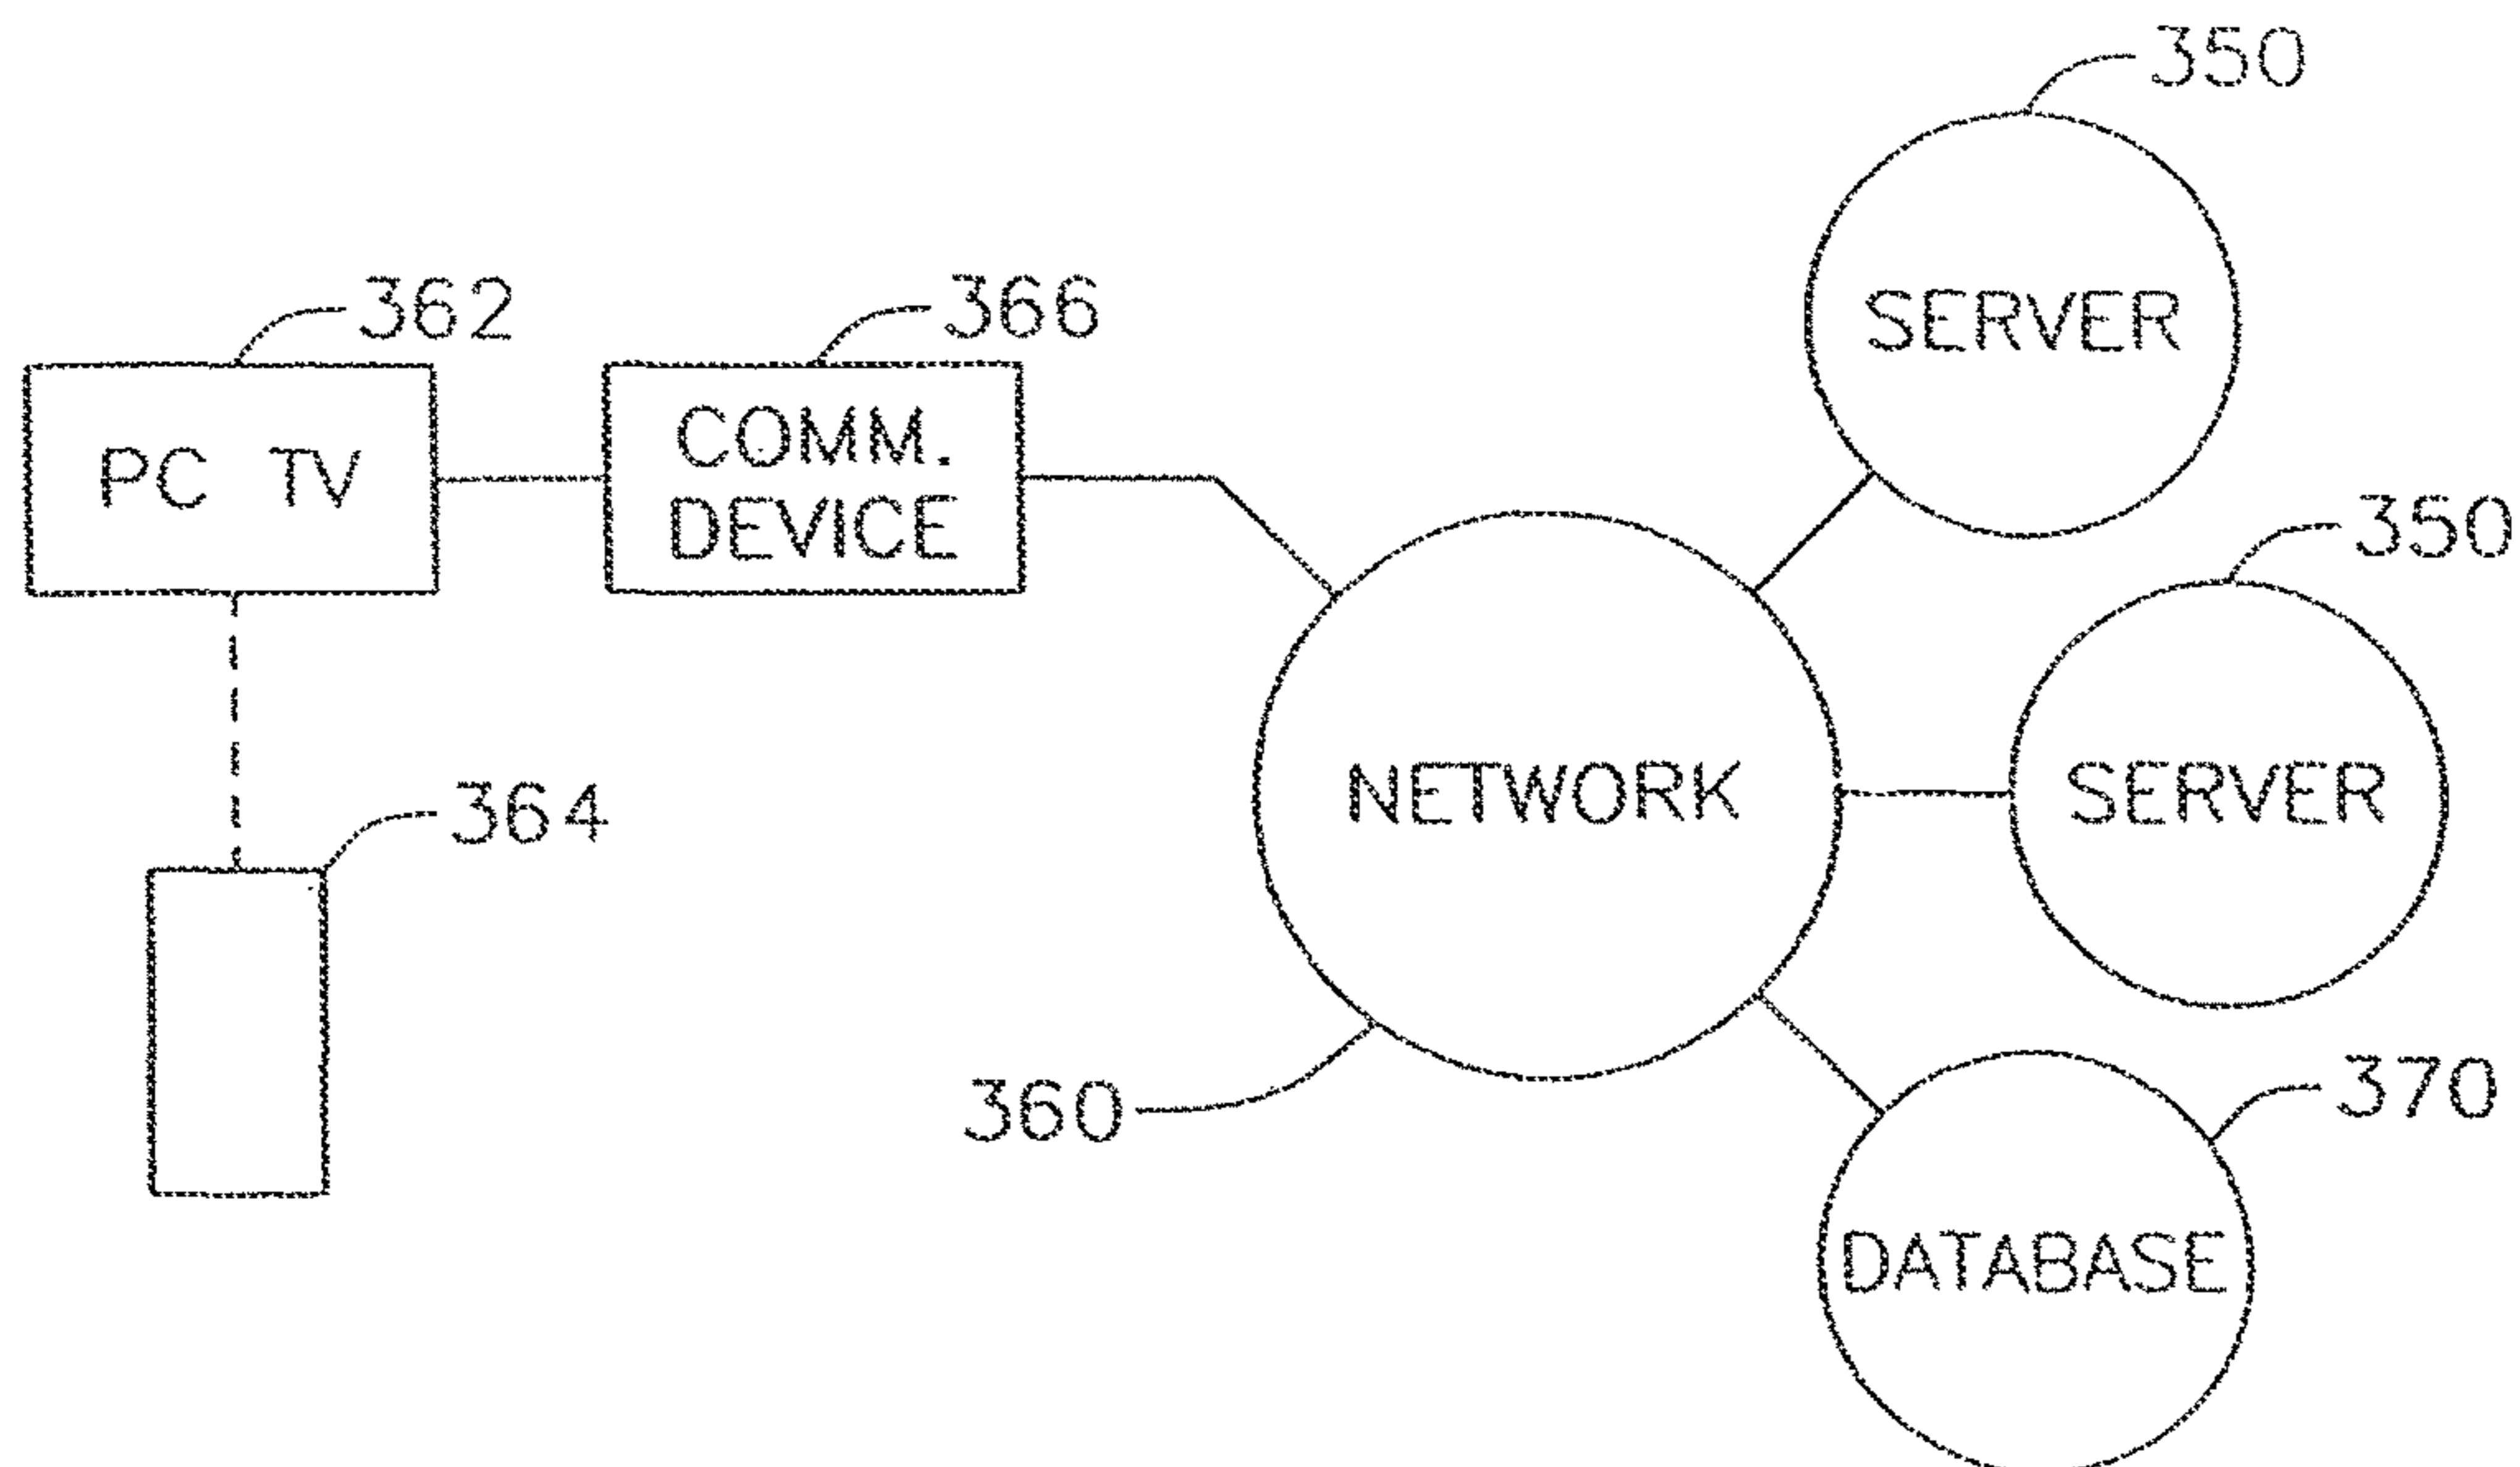 350
362
366
SERVER
PC TV
COMM.
DEVICE
350
NETWORK
SERVER
364
360
370
DATABASE